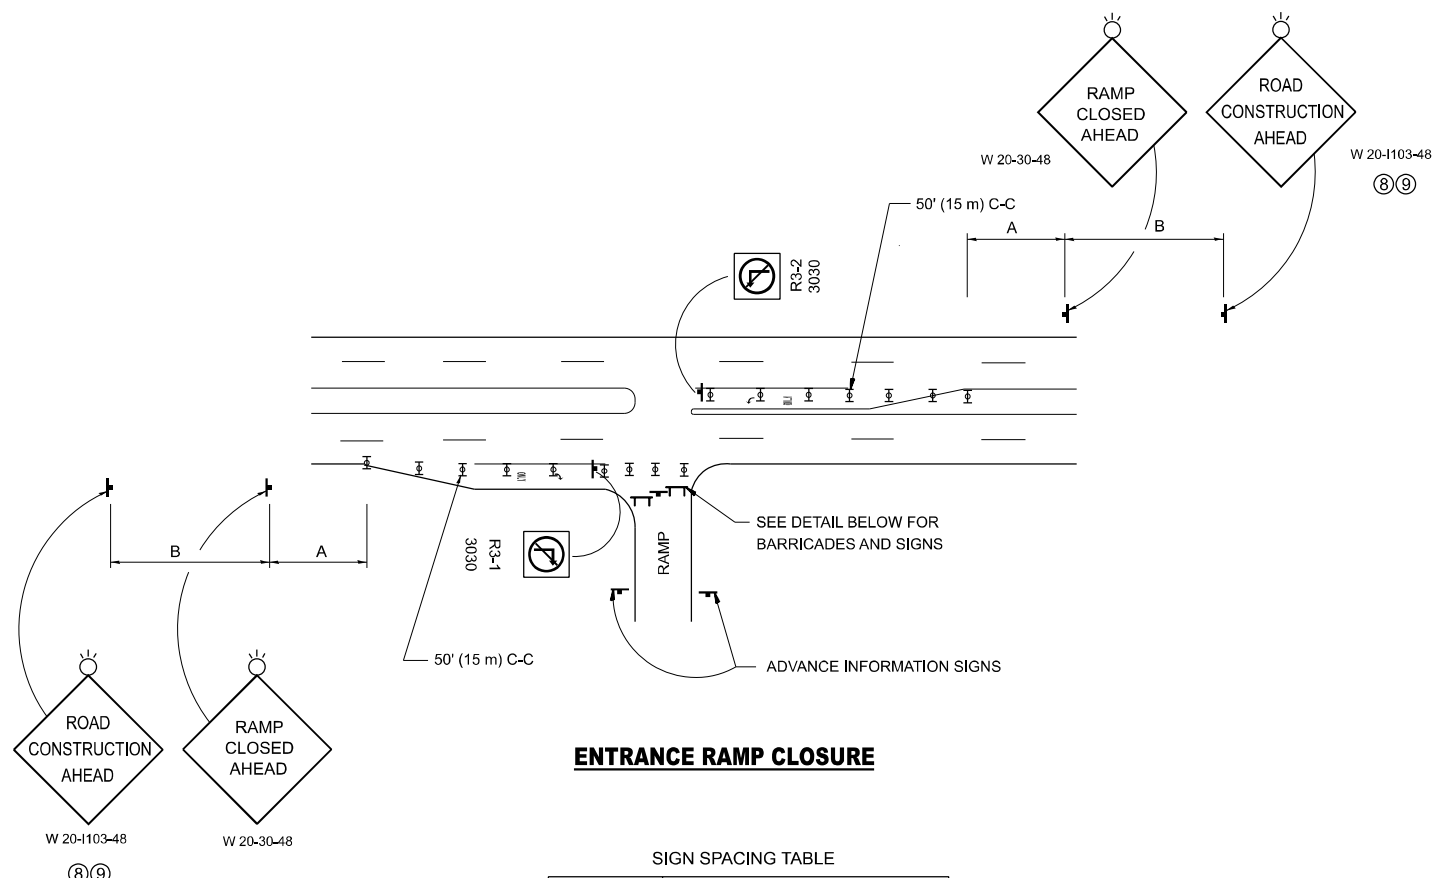 RAMP
CLOSED
AHEAD
W 20-30-48
ROAD
CONSTRUCTION
AHEAD
W 20-I103-48
⑧⑨
50' (15 m) C-C
A
B
R3-2
3030
B
A
R3-1
3030
ONLY
ONLY
RAMP
SEE DETAIL BELOW FOR
BARRICADES AND SIGNS
50' (15 m) C-C
ADVANCE INFORMATION SIGNS
ROAD
CONSTRUCTION
AHEAD
W 20-I103-48
⑧⑨
RAMP
CLOSED
AHEAD
W 20-30-48
ENTRANCE RAMP CLOSURE
SIGN SPACING TABLE